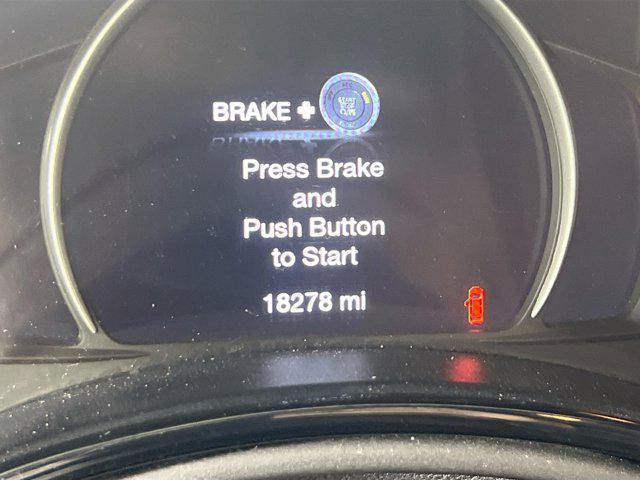 BRAKE +
Press Brake
and
Push Button
to Start
18278 mi